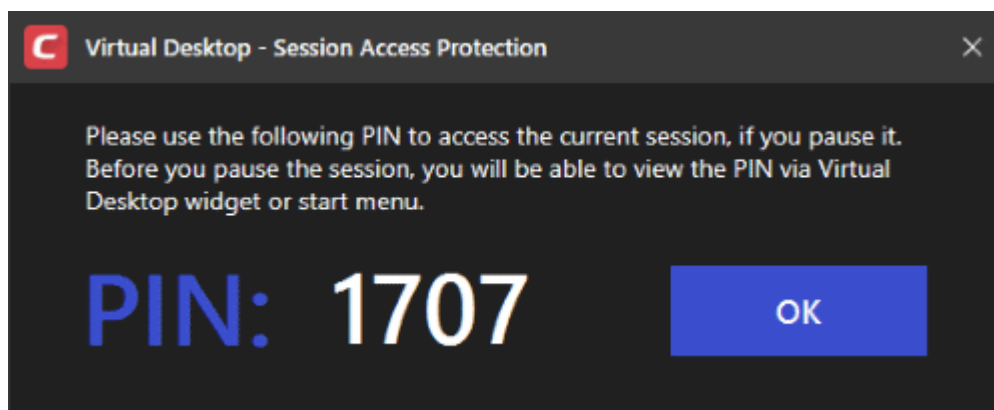 Virtual Desktop - Session Access Protection
Please use the following PIN to access the current session, if you pause it.
Before you pause the session, you will be able to view the PIN via Virtual
Desktop widget or start menu.
PIN: 1707
OK